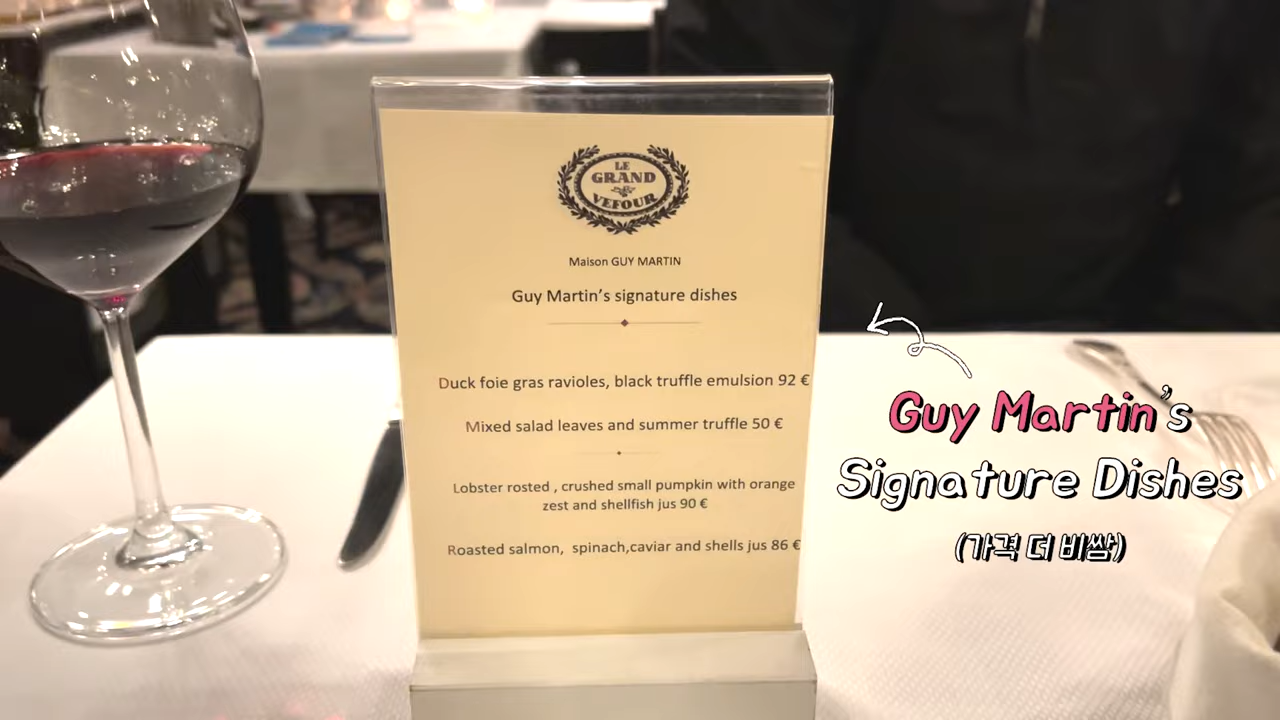 LE
GRAND
VEFOUR
Maison GUY MARTIN
Guy Martin's signature dishes
Duck foie gras ravioles, black truffle emulsion 92 €
Mixed salad leaves and summer truffle 50 €
Lobster rosted , crushed small pumpkin with orange
zest and shellfish jus 90 €
Roasted salmon, spinach,caviar and shells jus 86 €
Guy Martin's
Signature Dishes
(가격 더 비쌈)